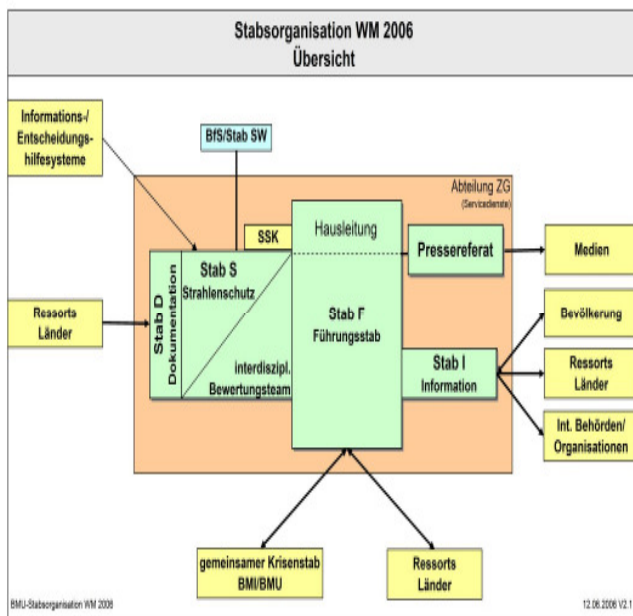 Stabsorganisation WM 2006
Übersicht
Informations-/
Entscheidungs-
hilfesysteme
BfS/Stab SW
Abteilung ZG
(Servicedienste)
SSK
Hausleitung
Pressereferat
Medien
Stab D
Dokumentation
Stab S
Strahlenschutz
Ressorts
Länder
Stab F
Führungsstab
interdiszipl.
Bewertungsteam
Stab I
Information
Bevölkerung
Ressorts
Länder
Int. Behörden/
Organisationen
gemeinsamer Krisenstab
BMI/BMU
Ressorts
Länder
BMU-Stabsorganisation WM 2006
12.06.2006 V2.1